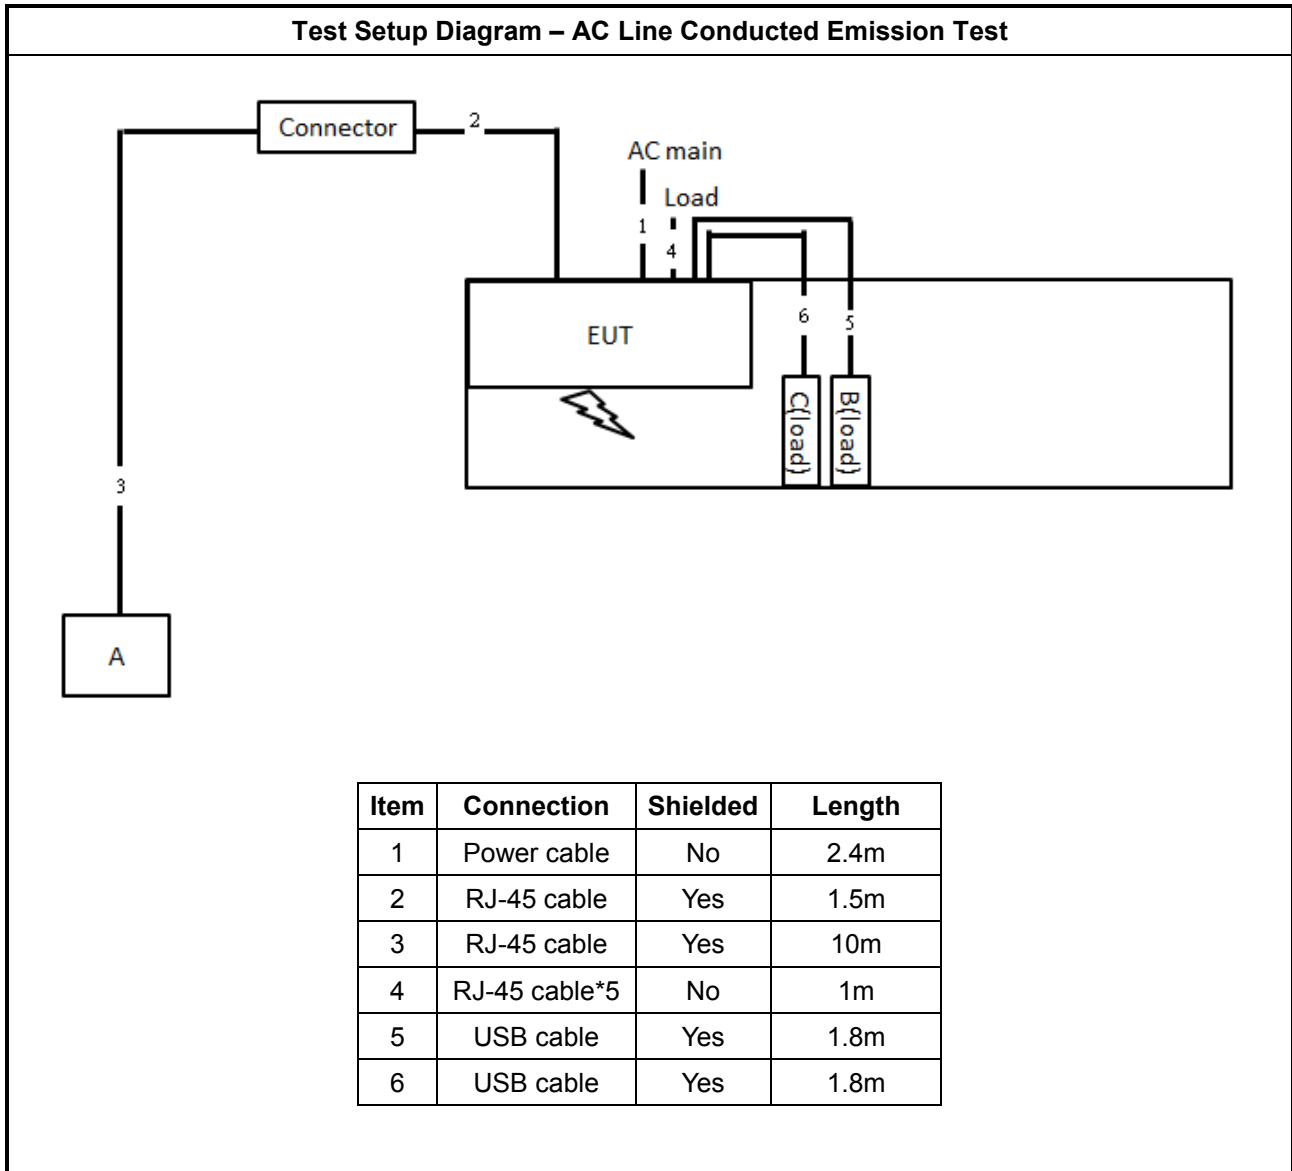 Test Setup Diagram – AC Line Conducted Emission Test
Connector
2
AC main
Load
1
4
EUT
6
5
C(load)
B(load)
3
A
Item Connection Shielded Length
1 Power cable No 2.4m
2 RJ-45 cable Yes 1.5m
3 RJ-45 cable Yes 10m
4 RJ-45 cable*5 No 1m
5 USB cable Yes 1.8m
6 USB cable Yes 1.8m